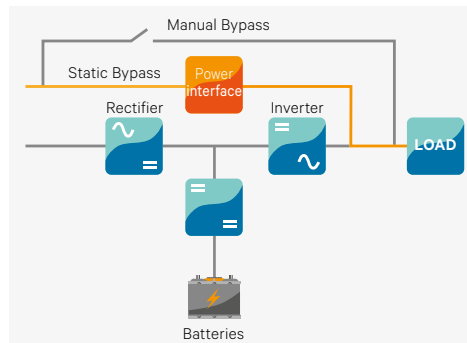 Manual Bypass
Static Bypass
Power
interface
Rectifier
Inverter
LOAD
Batteries